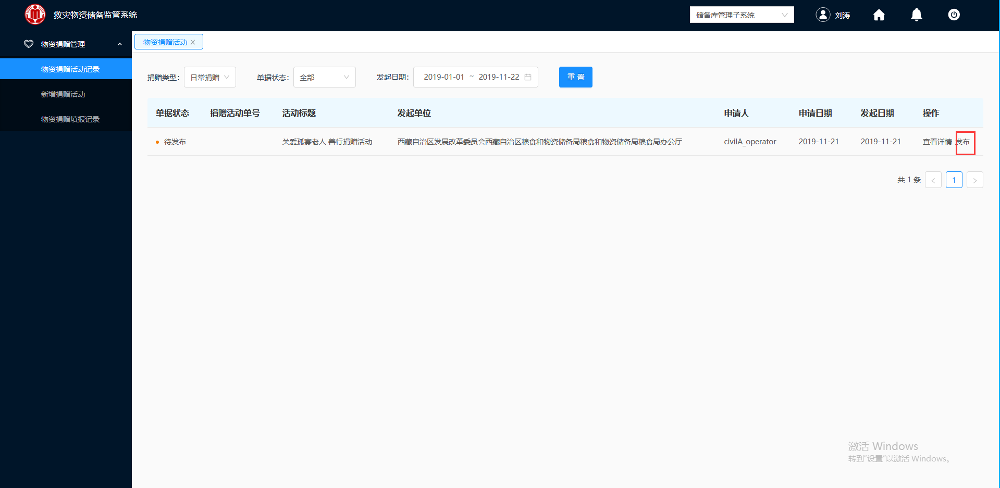 救灾物资储备监管系统
储备库管理子系统
刘涛
物资捐赠管理
物资捐赠活动记录
新增捐赠活动
物资捐赠填报记录
物资捐赠活动
捐赠类型： 日常捐赠 单据状态： 全部 发起日期： 2019-01-01 ~ 2019-11-22 重 置
单据状态 捐赠活动单号 活动标题 发起单位 申请人 申请日期 发起日期 操作
待发布 关爱孤寡老人 善行捐赠活动 西藏自治区发展改革委员会西藏自治区粮食和物资储备局粮食和物资储备局粮食局办公厅 civilA_operator 2019-11-21 2019-11-21 查看详情 发布
共 1 条 < 1 >
激活 Windows
转到"设置"以激活 Windows。